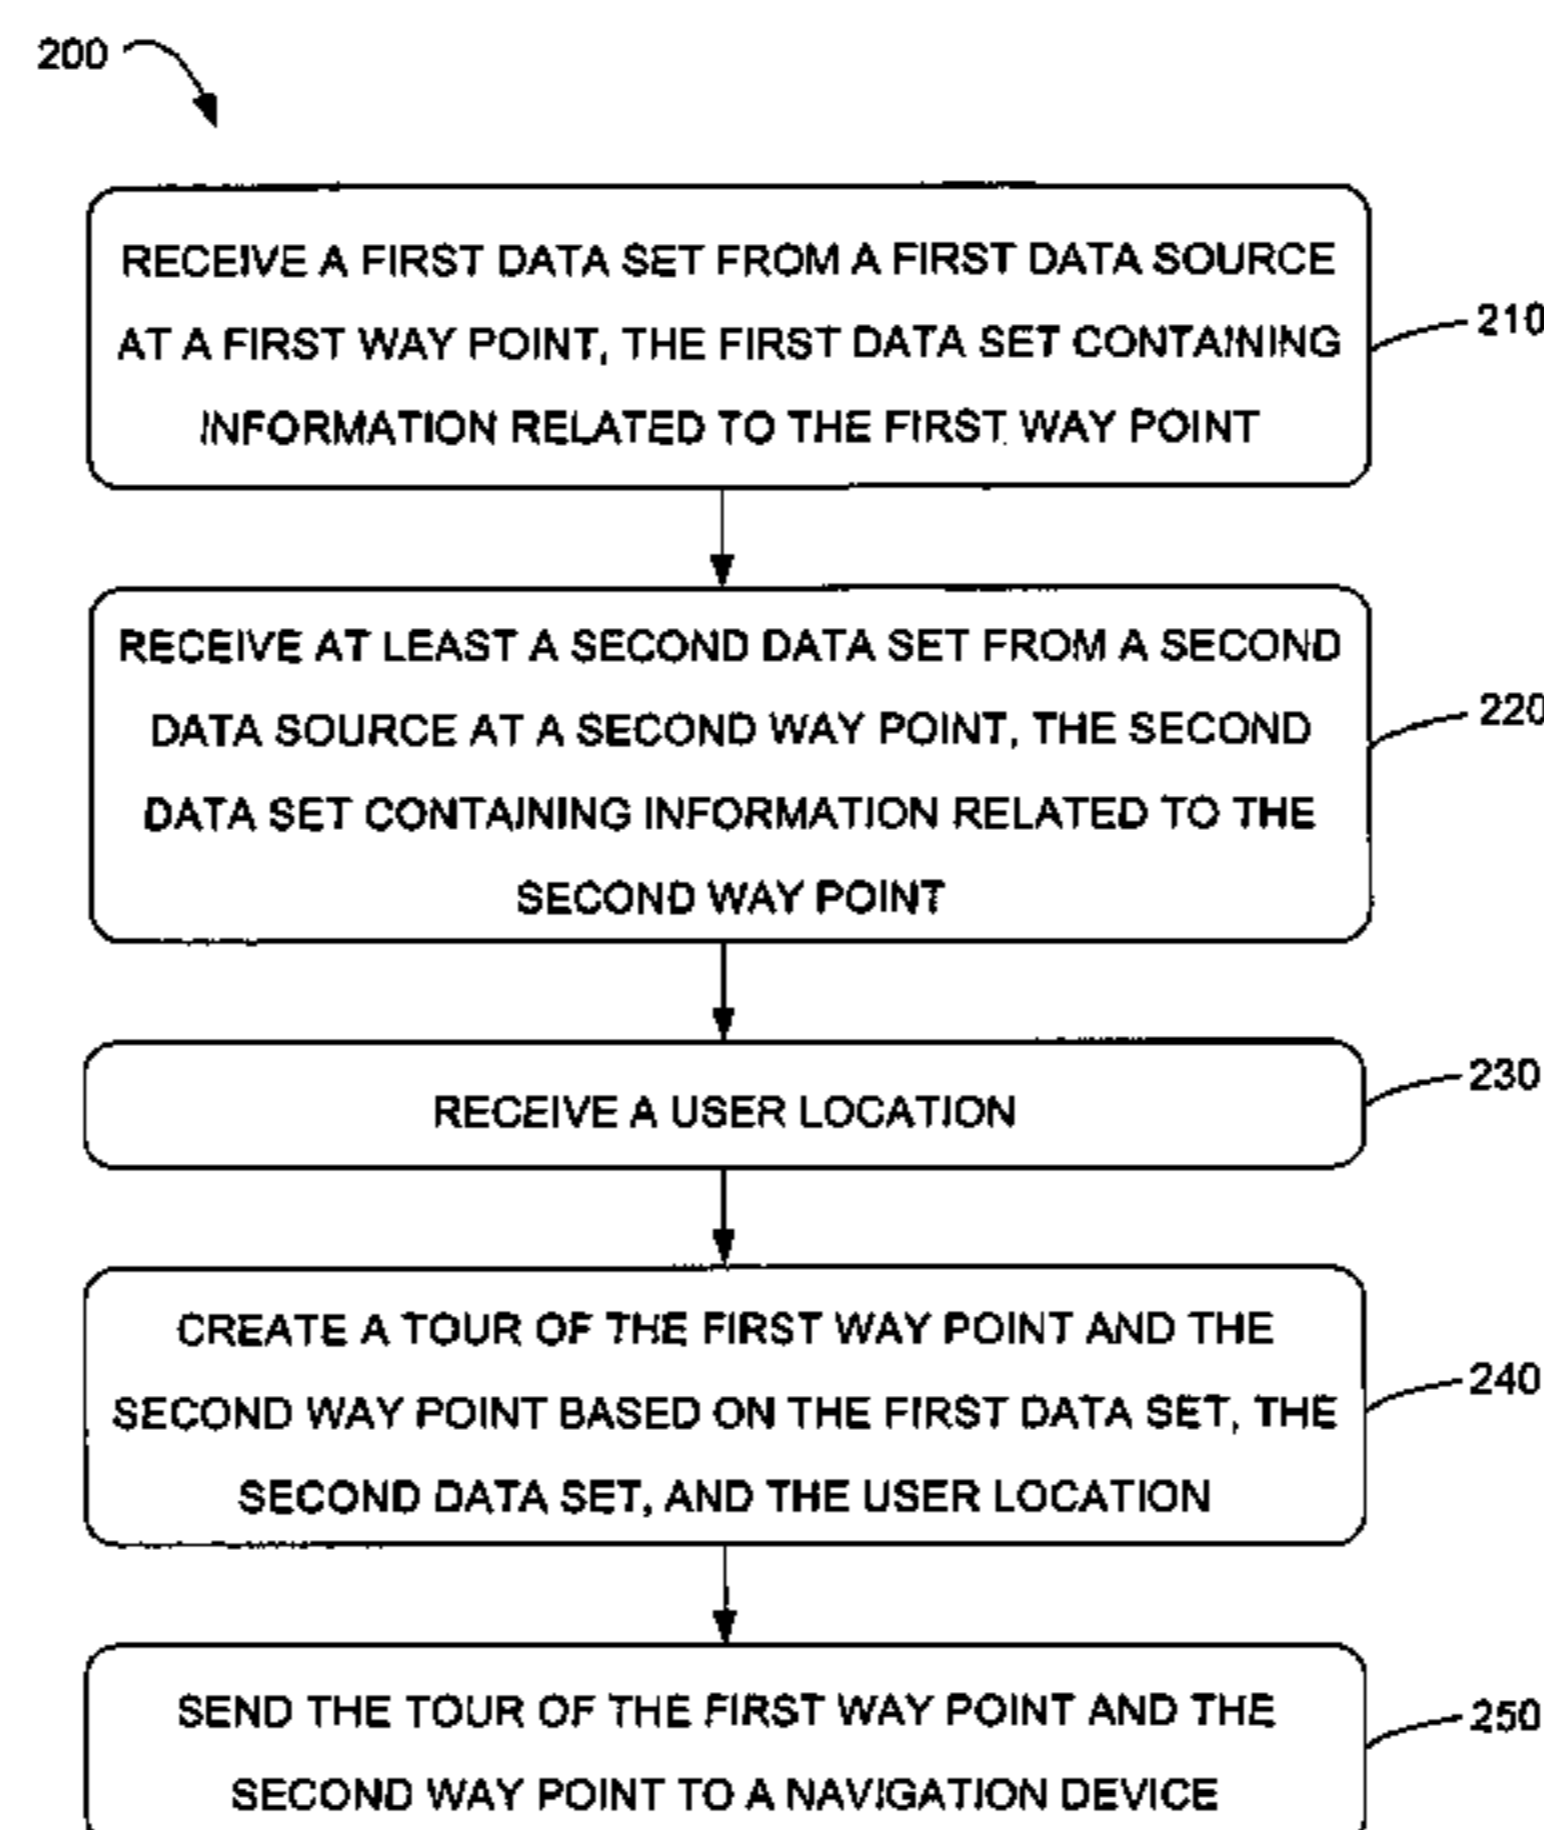 200
RECEIVE A FIRST DATA SET FROM A FIRST DATA SOURCE
AT A FIRST WAY POINT, THE FIRST DATA SET CONTAINING
INFORMATION RELATED TO THE FIRST WAY POINT
210
RECEIVE AT LEAST A SECOND DATA SET FROM A SECOND
DATA SOURCE AT A SECOND WAY POINT, THE SECOND
DATA SET CONTAINING INFORMATION RELATED TO THE
SECOND WAY POINT
220
RECEIVE A USER LOCATION
230
CREATE A TOUR OF THE FIRST WAY POINT AND THE
SECOND WAY POINT BASED ON THE FIRST DATA SET, THE
SECOND DATA SET, AND THE USER LOCATION
240
SEND THE TOUR OF THE FIRST WAY POINT AND THE
SECOND WAY POINT TO A NAVIGATION DEVICE
250